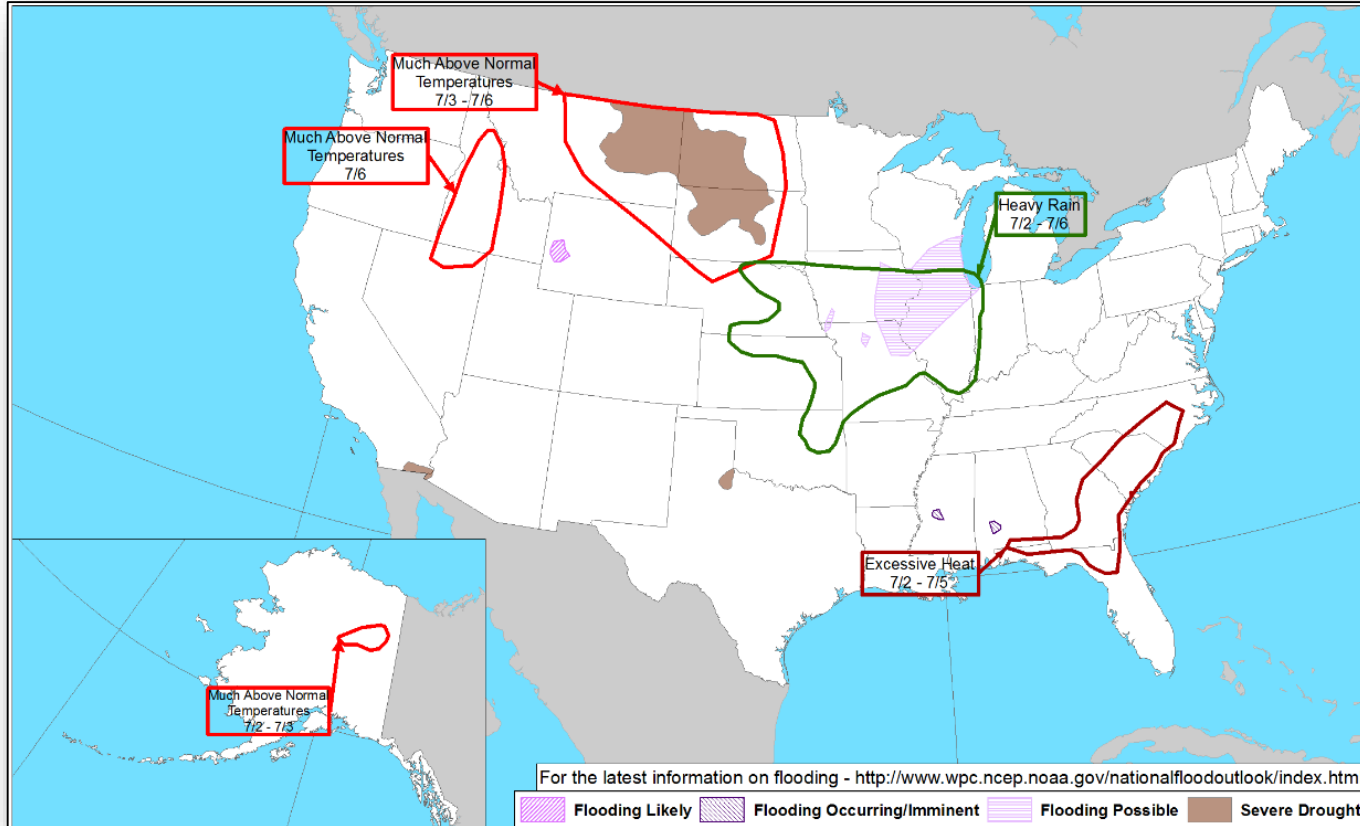 Much Above Normal
Temperatures
7/3 - 7/6
Much Above Normal
Temperatures
7/6
Heavy Rain
7/2 - 7/6
Excessive Heat
7/2 - 7/5
Much Above Normal
Temperatures
7/2 - 7/3
For the latest information on flooding - http://www.wpc.ncep.noaa.gov/nationalfloodoutlook/index.htm
Flooding Likely
Flooding Occurring/Imminent
Flooding Possible
Severe Drought